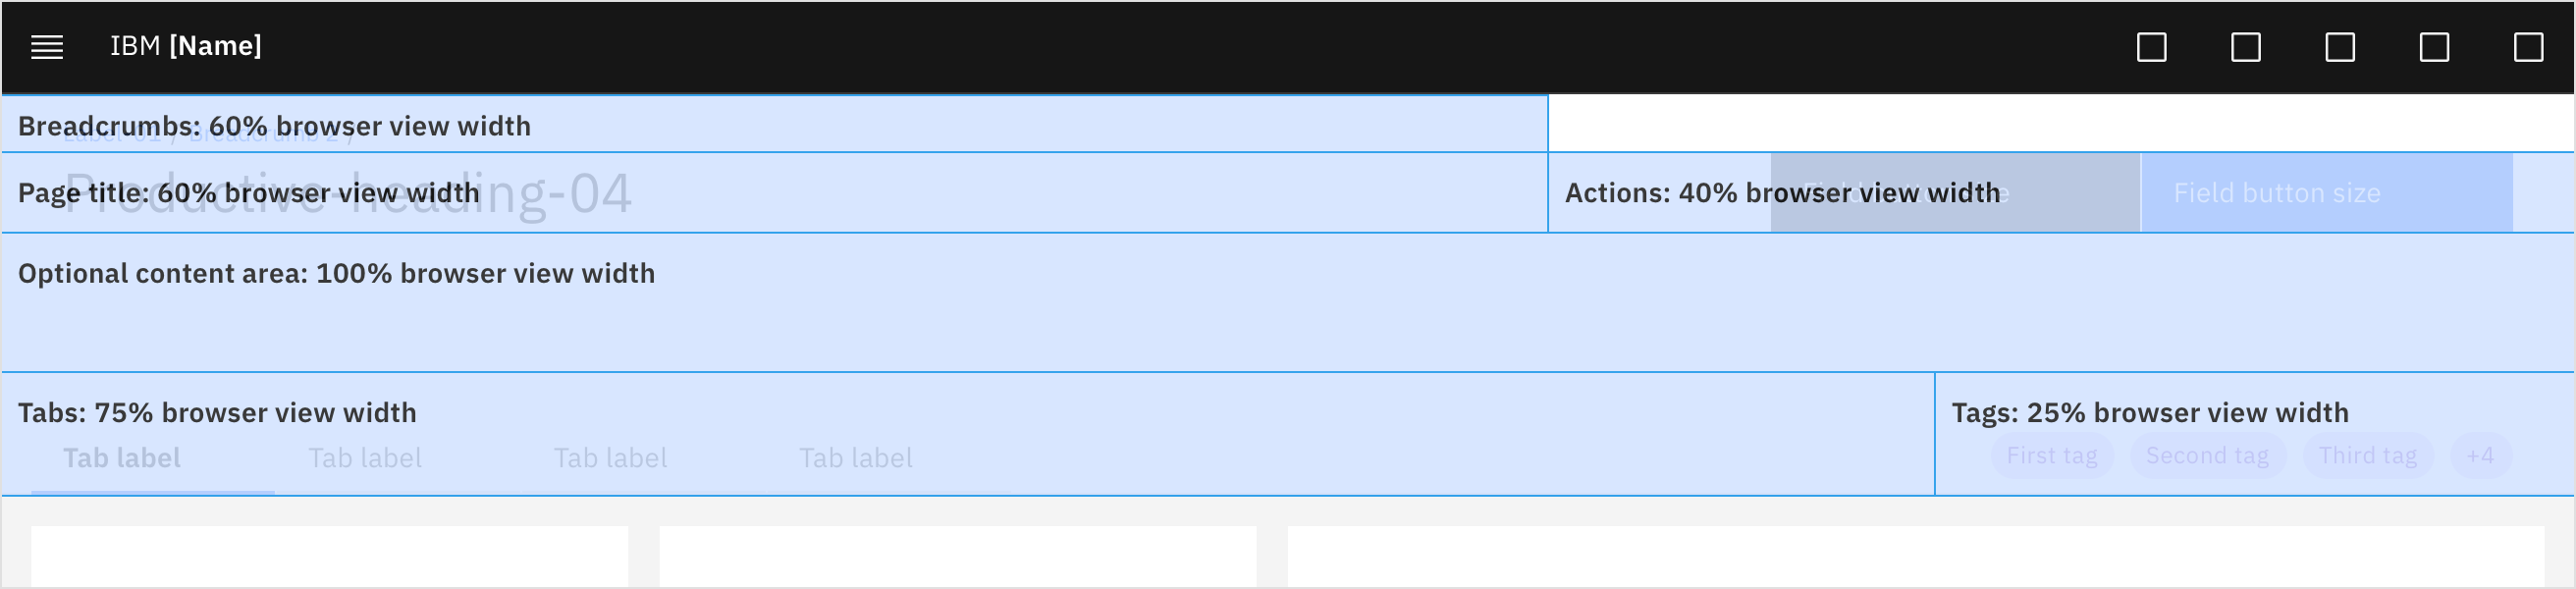 IBM [Name]
Breadcrumbs: 60% browser view width
Label 01 / Breadcrumb 2 /
Page title: 60% browser view width
Productive-heading-04
Actions: 40% browser view width
Field button size
Optional content area: 100% browser view width
Tabs: 75% browser view width
Tags: 25% browser view width
Tab label
Tab label
Tab label
Tab label
First tag
Second tag
Third tag
+4